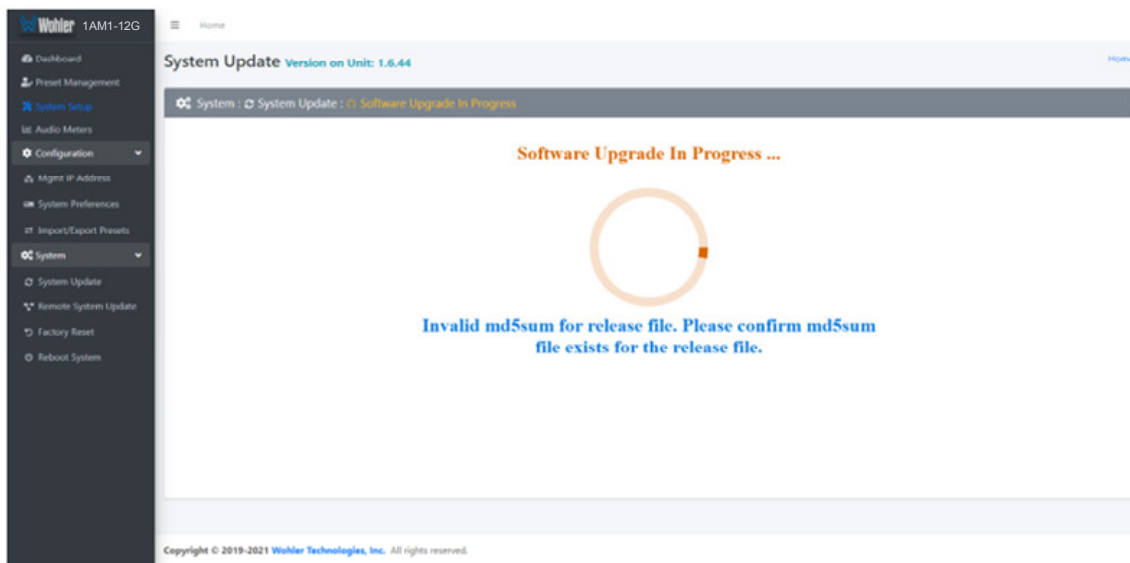 Wohler 1AM1-12G
Home
Dashboard
Preset Management
System Setup
Audio Meters
Configuration
Mgmt IP Address
System Preferences
Import/Export Presets
System
System Update
Remote System Update
Factory Reset
Reboot System
System Update Version on Unit: 1.6.44
Home
System : System Update : Software Upgrade In Progress
Software Upgrade In Progress ...
Invalid md5sum for release file. Please confirm md5sum
file exists for the release file.
Copyright © 2019-2021 Wohler Technologies, Inc. All rights reserved.